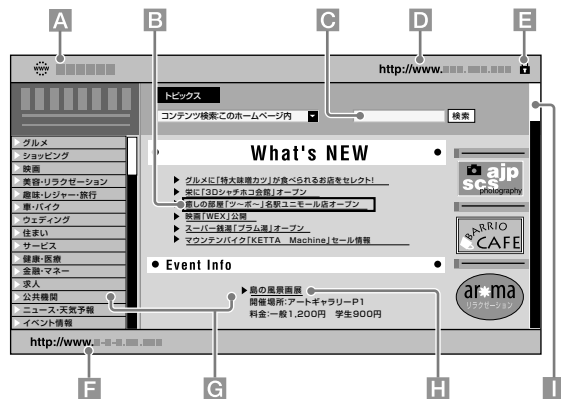 A
B
C
D
E
http://www.
トピックス
コンテンツ検索:このホームページ内
検索
I
グルメ
ショッピング
映画
美容・リラクゼーション
趣味・レジャー・旅行
車・バイク
ウェディング
住まい
サービス
健康・医療
金融・マネー
求人
公共機関
ニュース・天気予報
イベント情報
What's NEW
グルメに「特大味噌カツ」が食べられるお店をセレクト!
栄に「3Dシャチホコ会館」オープン
癒しの部屋「ツ〜ボ〜」名駅ユニモール店オープン
映画「WEX」公開
スーパー銭湯「プラム湯」オープン
マウンテンバイク「KETTA Machine」セール情報
Event Info
島の風景画展
開催場所:アートギャラリーP1
料金:一般1,200円 学生900円
ajp
scs
photography
BARRIO
CAFE
aroma
リラクゼーション
http://www.
F
G
H